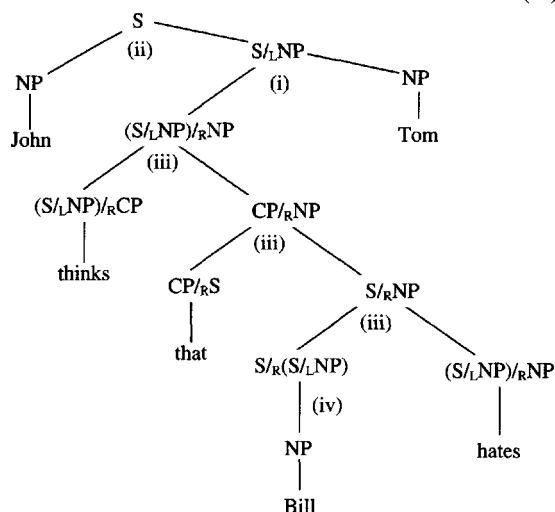 S
(ii)
S/LNP
NP
(i)
NP
John
(S/LNP)/RNP
Tom
(iii)
(S/LNP)/RCP
CP/RNP
(iii)
thinks
CP/RS
S/RNP
(iii)
that
S/R(S/LNP)
(S/LNP)/RNP
(iv)
NP
hates
Bill